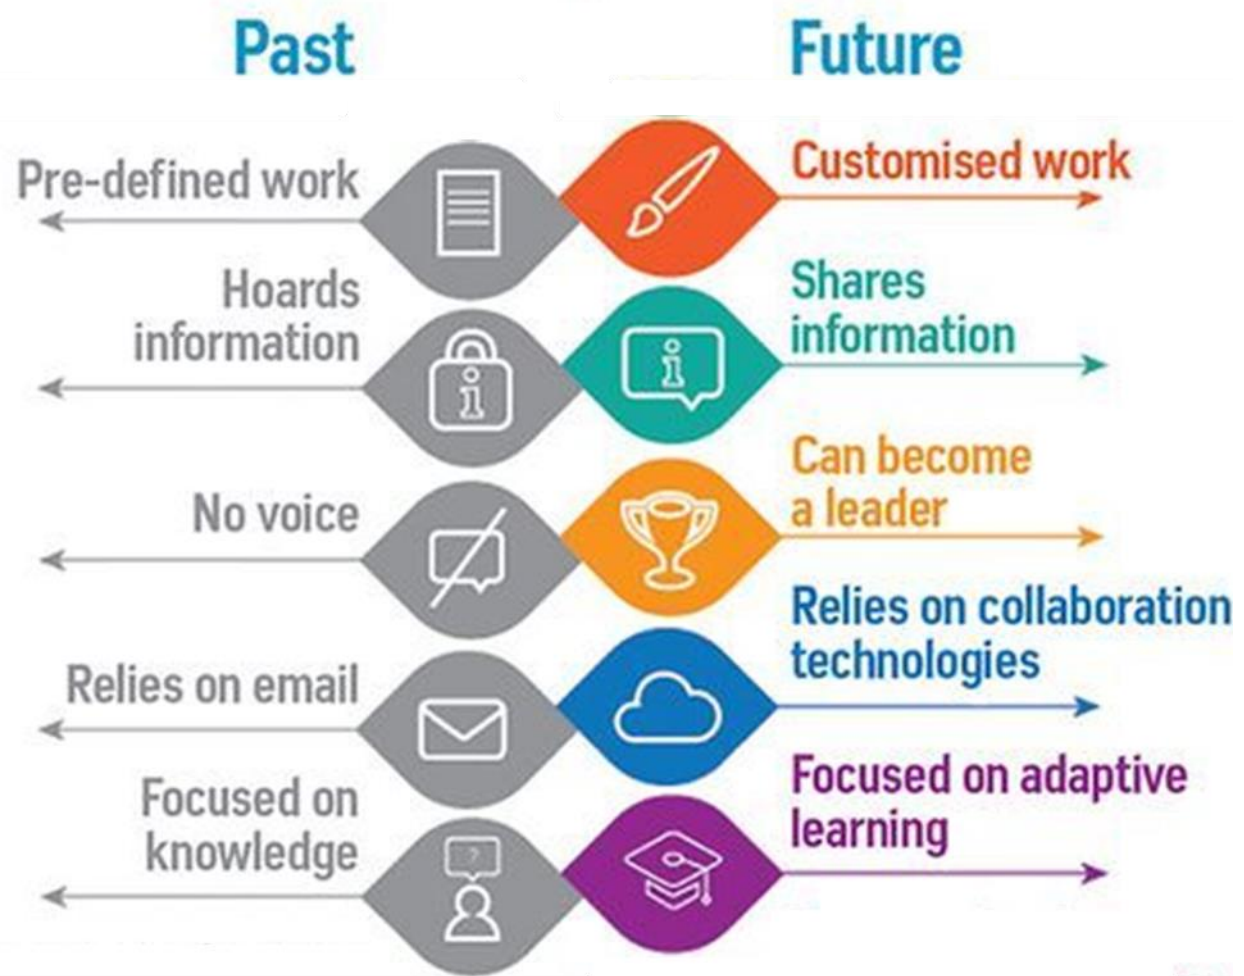 Past
Future
Pre-defined work
Customised work
Hoards
information
Shares
information
No voice
Can become
a leader
Relies on email
Relies on collaboration
technologies
Focused on
knowledge
Focused on adaptive
learning
i
i
?